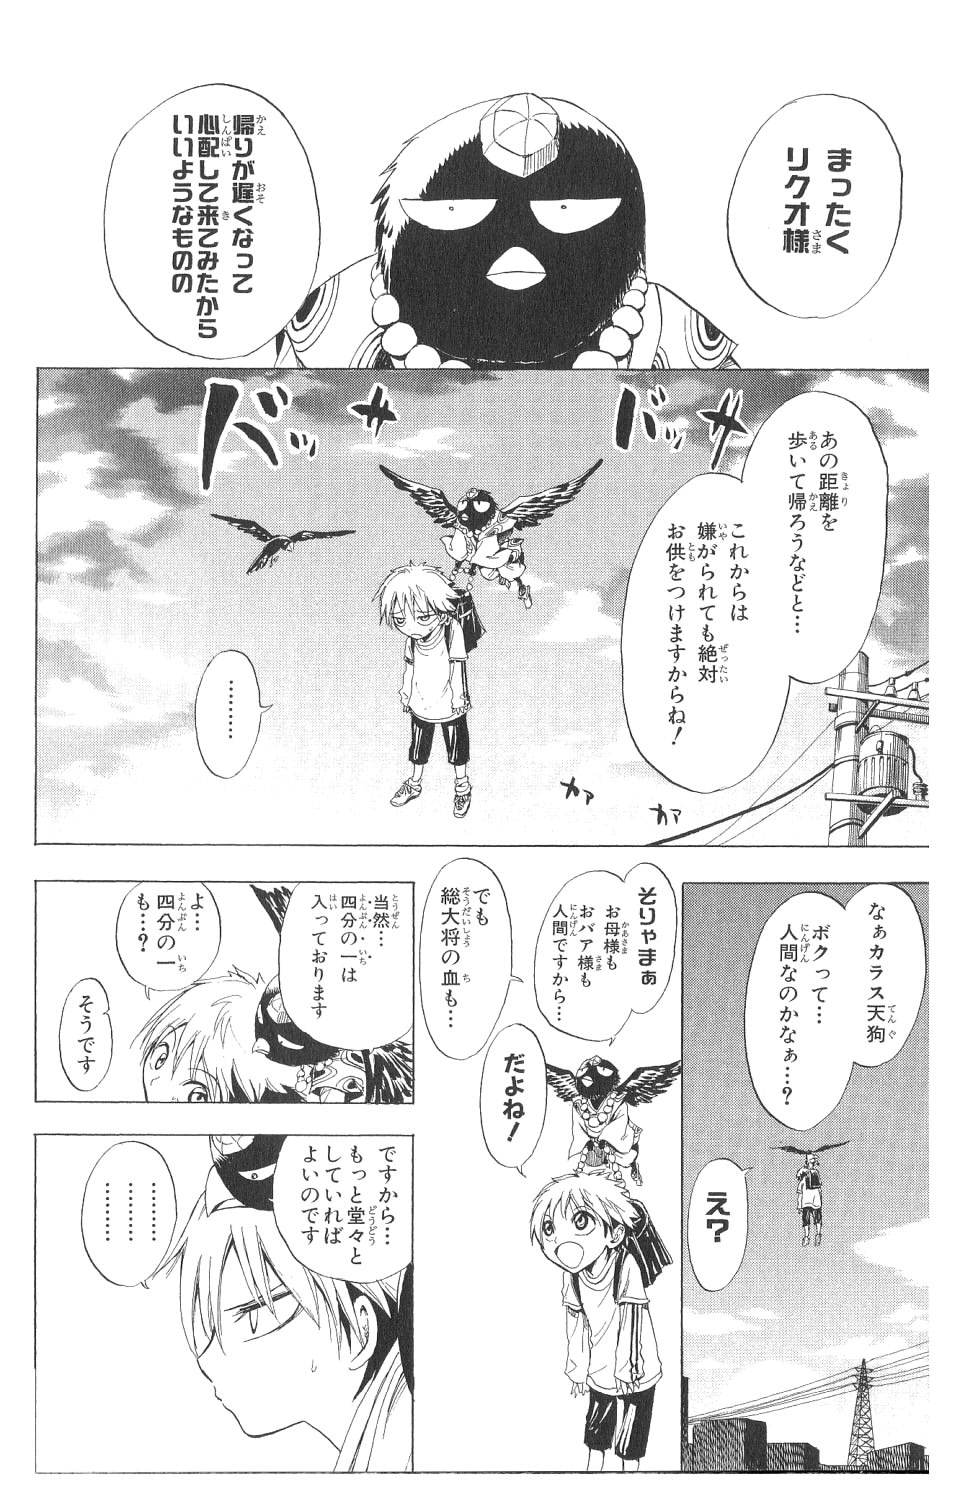 まったく
リクオ様
帰りが遅くなって
心配して来てみたから
いいようなものの
あの距離を
歩いて帰ろうなどと…
これからは
嫌がられても絶対
お供をつけますからね!
バサ
バッサ
………
カァ
カァ
なぁカラス天狗
ボクって…
人間なのかなぁ…?
え?
そりゃまぁ
お母様も
おバア様も
人間ですから…
だよね!
でも
総大将の血も…
当然…
四分の一は
入っております
よ…
四分の一
も…?
そうです
ですから…
もっと堂々と
していれば
よいのです
………
………